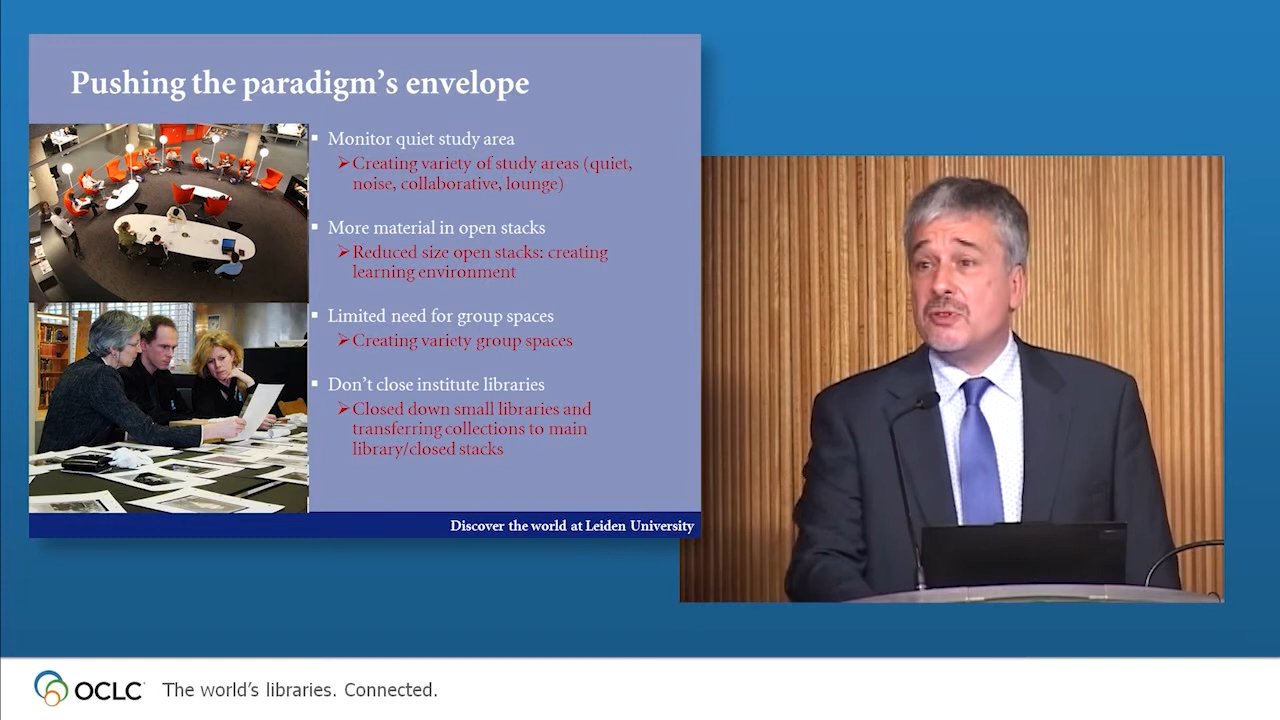 Pushing the paradigm's envelope
▪ Monitor quiet study area
➢Creating variety of study areas (quiet,
noise, collaborative, lounge)
▪ More material in open stacks
➢Reduced size open stacks: creating
learning environment
▪ Limited need for group spaces
➢Creating variety group spaces
▪ Don't close institute libraries
➢Closed down small libraries and
transferring collections to main
library/closed stacks
Discover the world at Leiden University
OCLC The world's libraries. Connected.